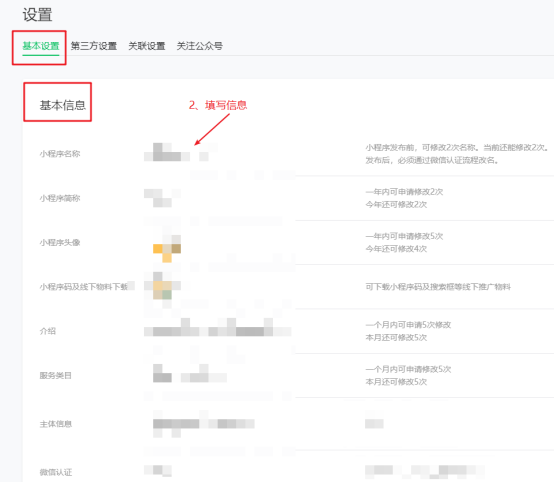 设置
基本设置 第三方设置 关联设置 关注公众号
基本信息
2、填写信息
小程序名称
小程序发布前，可修改2次名称。当前还能修改2次。
发布后，必须通过微信认证流程改名。
小程序简称
一年内可申请修改2次
今年还可修改2次
小程序头像
一年内可申请修改5次
今年还可修改4次
小程序码及线下物料下载
可下载小程序码及搜索框等线下推广物料
介绍
一个月内可申请5次修改
本月还可修改5次
服务类目
一个月内可申请修改5次
本月还可修改5次
主体信息
微信认证